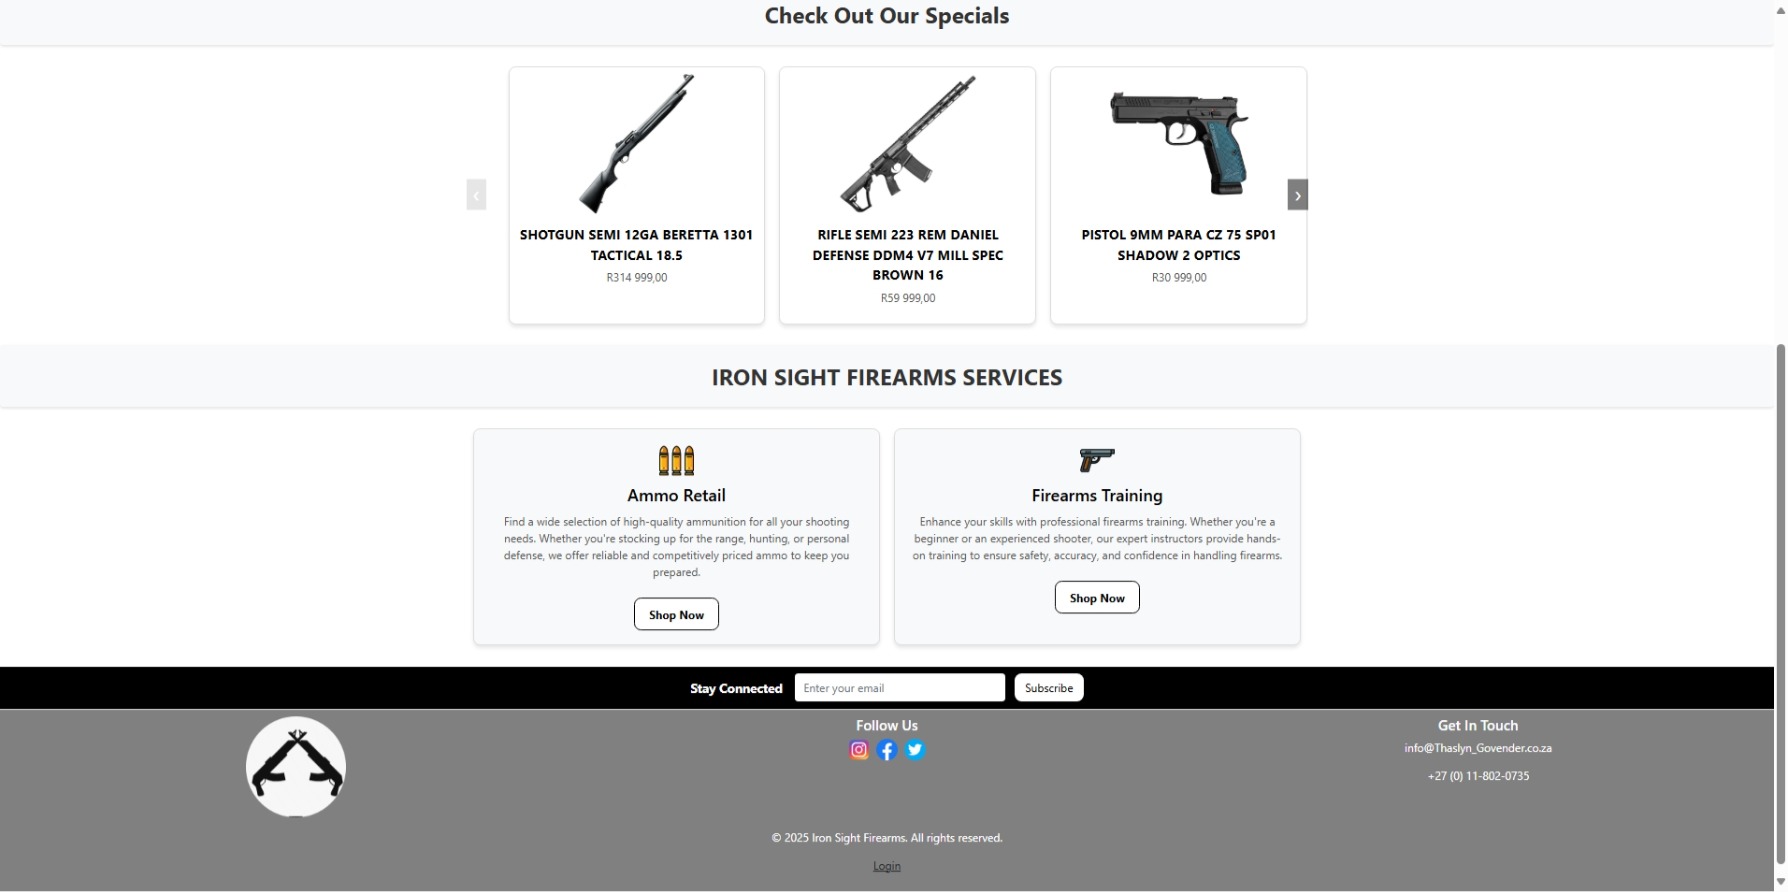 Check Out Our Specials
SHOTGUN SEMI 12GA BERETTA 1301
TACTICAL 18.5
R314 999,00
RIFLE SEMI 223 REM DANIEL
DEFENSE DDM4 V7 MILL SPEC
BROWN 16
R59 999,00
PISTOL 9MM PARA CZ 75 SP01
SHADOW 2 OPTICS
R30 999,00
IRON SIGHT FIREARMS SERVICES
Ammo Retail
Find a wide selection of high-quality ammunition for all your shooting
needs. Whether you're stocking up for the range, hunting, or personal
defense, we offer reliable and competitively priced ammo to keep you
prepared.
Shop Now
Firearms Training
Enhance your skills with professional firearms training. Whether you're a
beginner or an experienced shooter, our expert instructors provide hands-
on training to ensure safety, accuracy, and confidence in handling firearms.
Shop Now
Stay Connected
Enter your email
Subscribe
Follow Us
Get In Touch
info@Thaslyn_Govender.co.za
+27 (0) 11-802-0735
© 2025 Iron Sight Firearms. All rights reserved.
Login